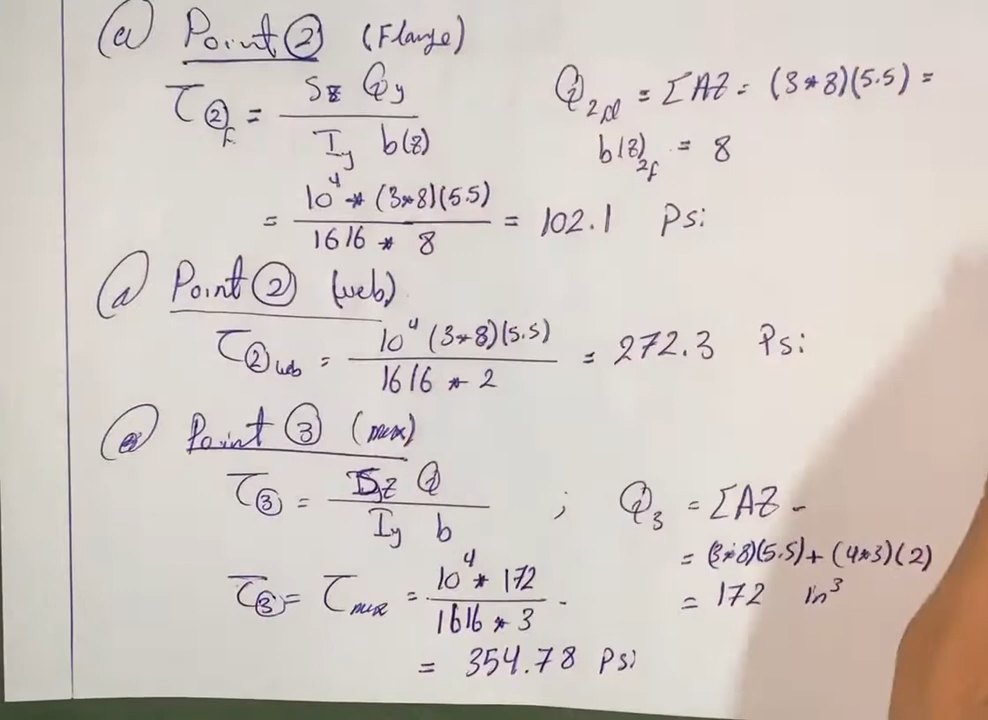 @ Point ② (Flange)
τ②f = Sz Qy / Iy b(z)
Q2fl = ΣAZ = (3*8)(5.5) =
b(z)2f = 8
= 10⁴ * (3*8)(5.5) / 1616 * 8 = 102.1 Psi
@ Point ② (web)
τ②web = 10⁴ (3*8)(5.5) / 1616 * 2 = 272.3 Psi
@ Point ③ (max)
τ③ = Sz Q / Iy b ; Q3 = ΣAZ -
= (3*8)(5.5) + (4*3)(2)
= 172 in³
τ③ = τmax = 10⁴ * 172 / 1616 * 3 -
= 354.78 Psi